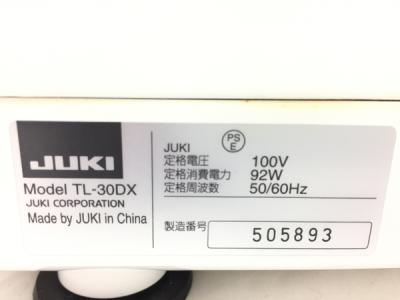 JUKI
Model TL-30DX
JUKI CORPORATION
Made by JUKI in China
PS
E
JUKI
定格電圧 100V
定格消費電力 92W
定格周波数 50/60Hz
製造番号 505893